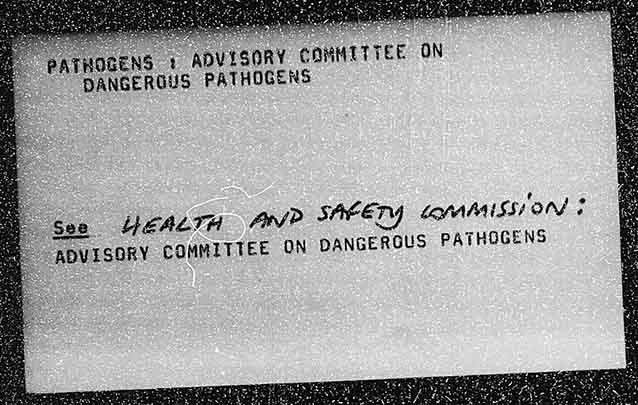 PATHOGENS : ADVISORY COMMITTEE ON
DANGEROUS PATHOGENS
See HEALTH AND SAFETY COMMISSION:
ADVISORY COMMITTEE ON DANGEROUS PATHOGENS